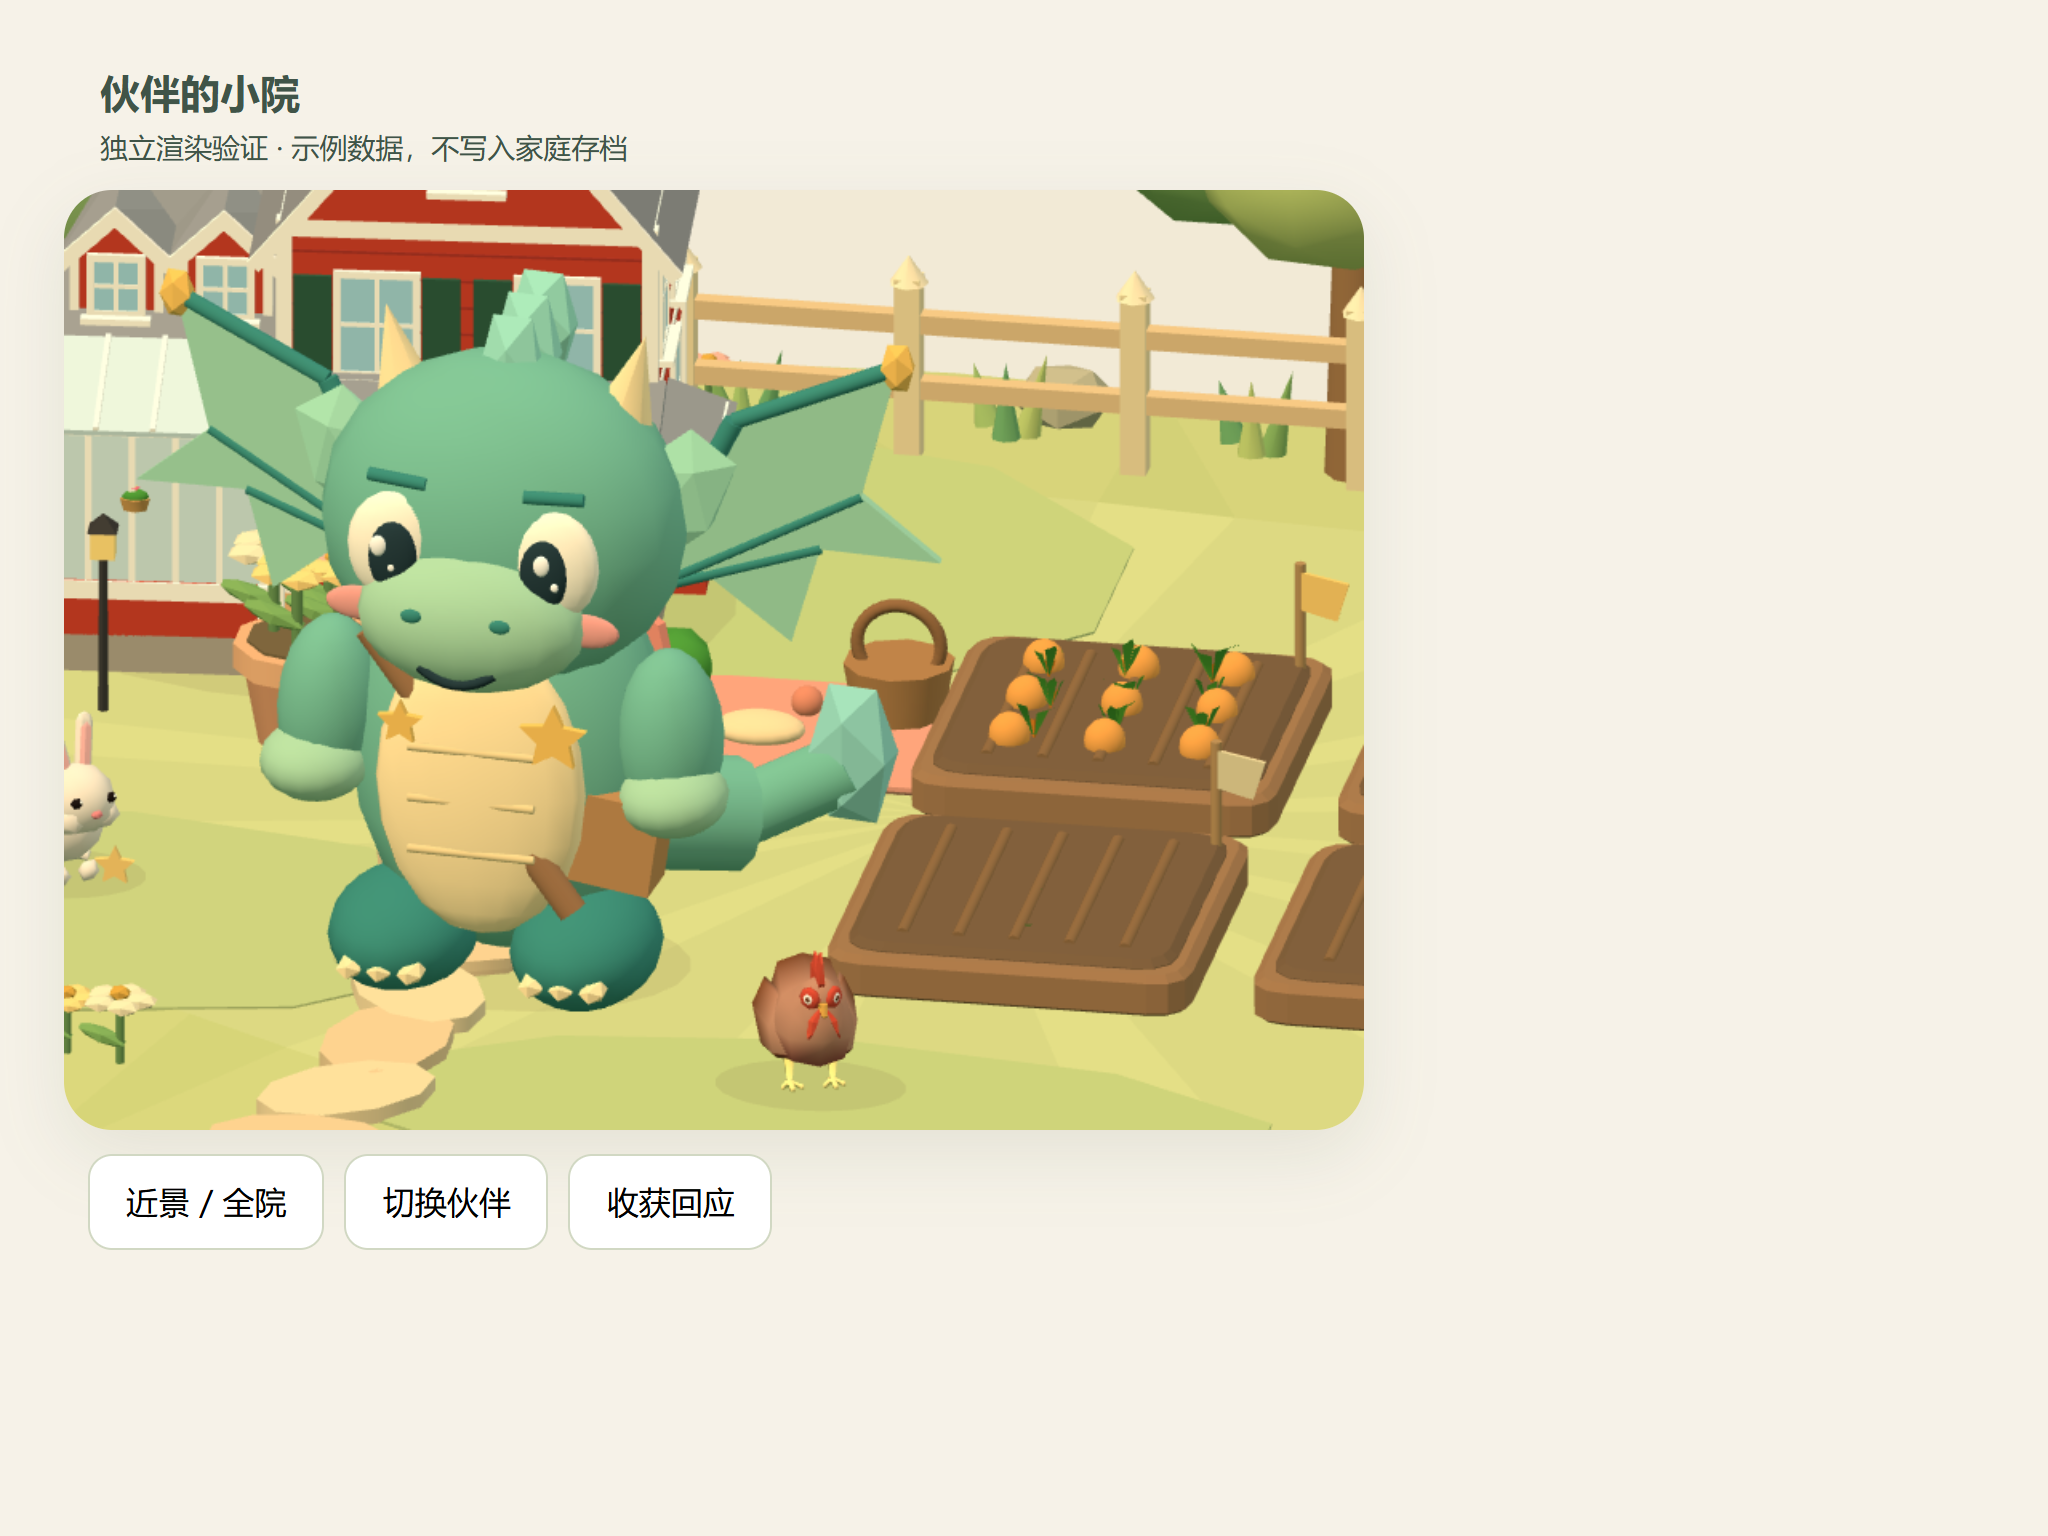 伙伴的小院
独立渲染验证 · 示例数据，不写入家庭存档
近景 / 全院
切换伙伴
收获回应